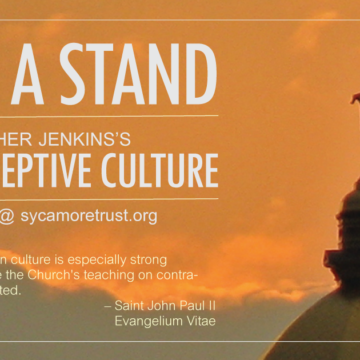 A STAND
HER JENKINS'S
EPTIVE CULTURE
@ sycamoretrust.org
n culture is especially strong
e the Church's teaching on contra-
ted.
– Saint John Paul II
Evangelium Vitae